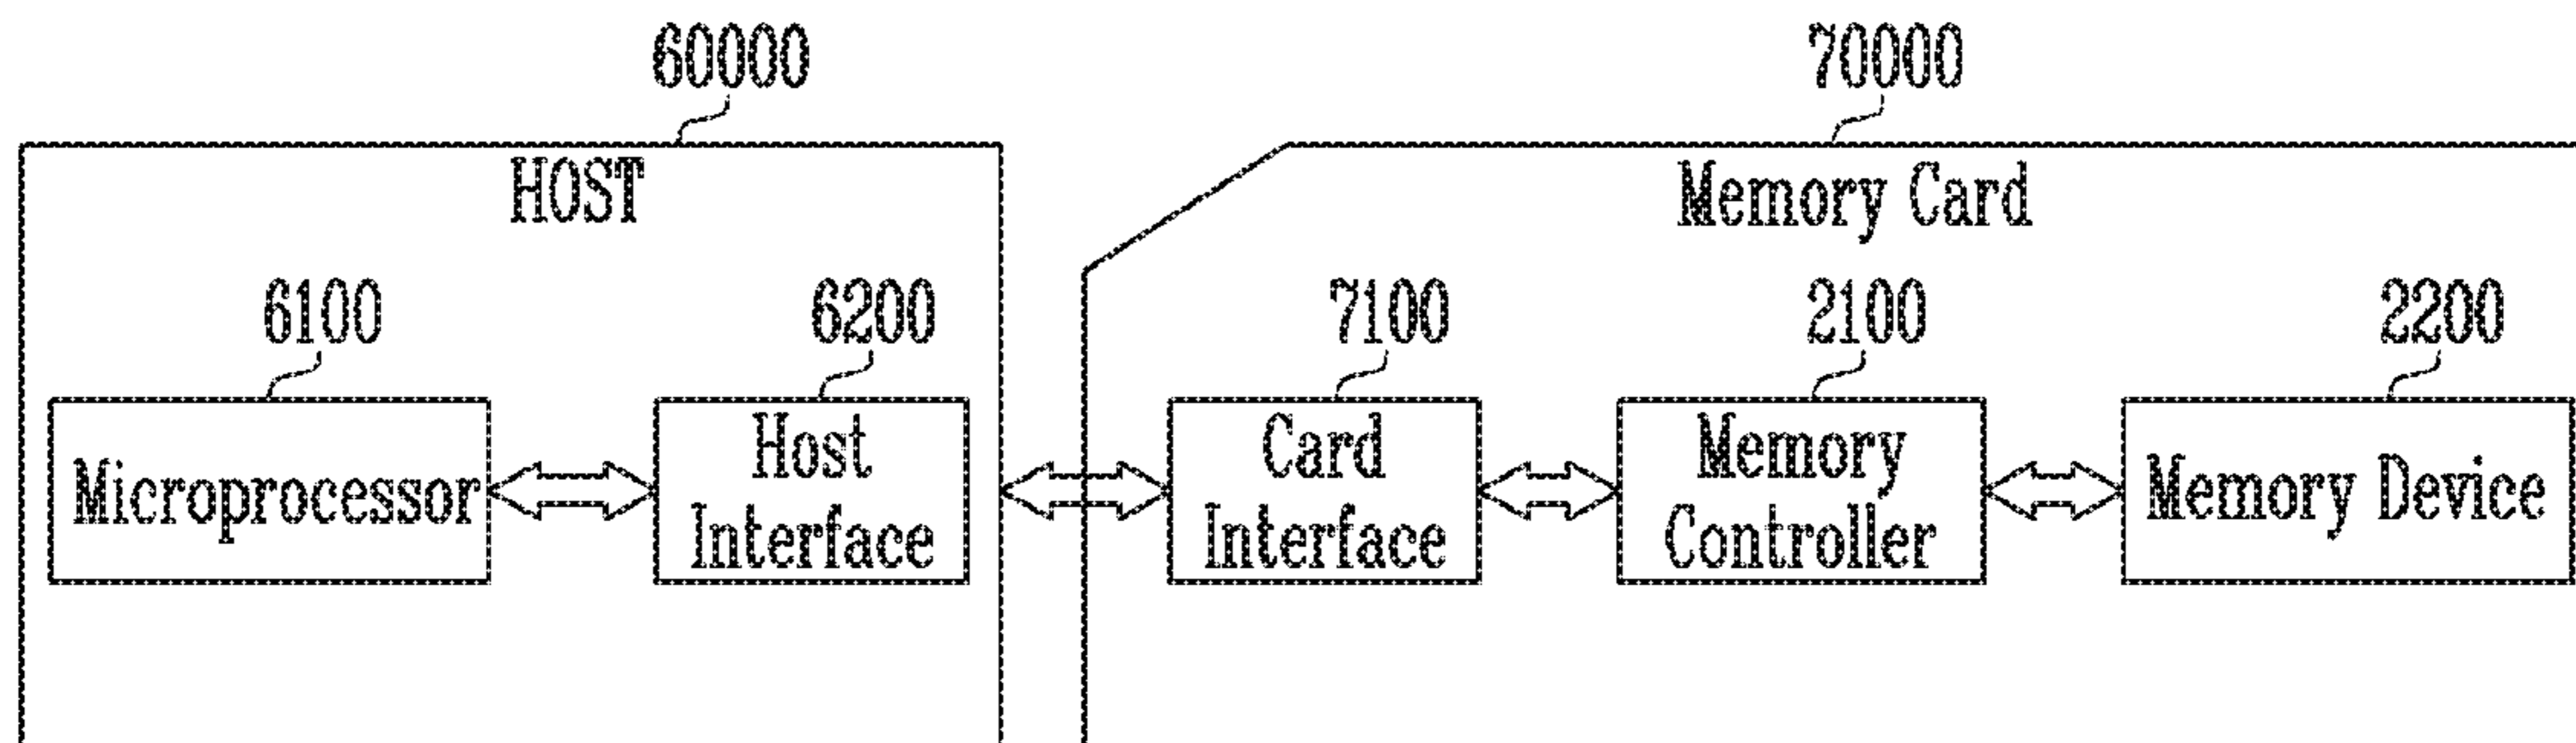 60000
70000
HOST
Memory Card
6100
6200
7100
2100
2200
Microprocessor
Host
Interface
Card
Interface
Memory
Controller
Memory Device